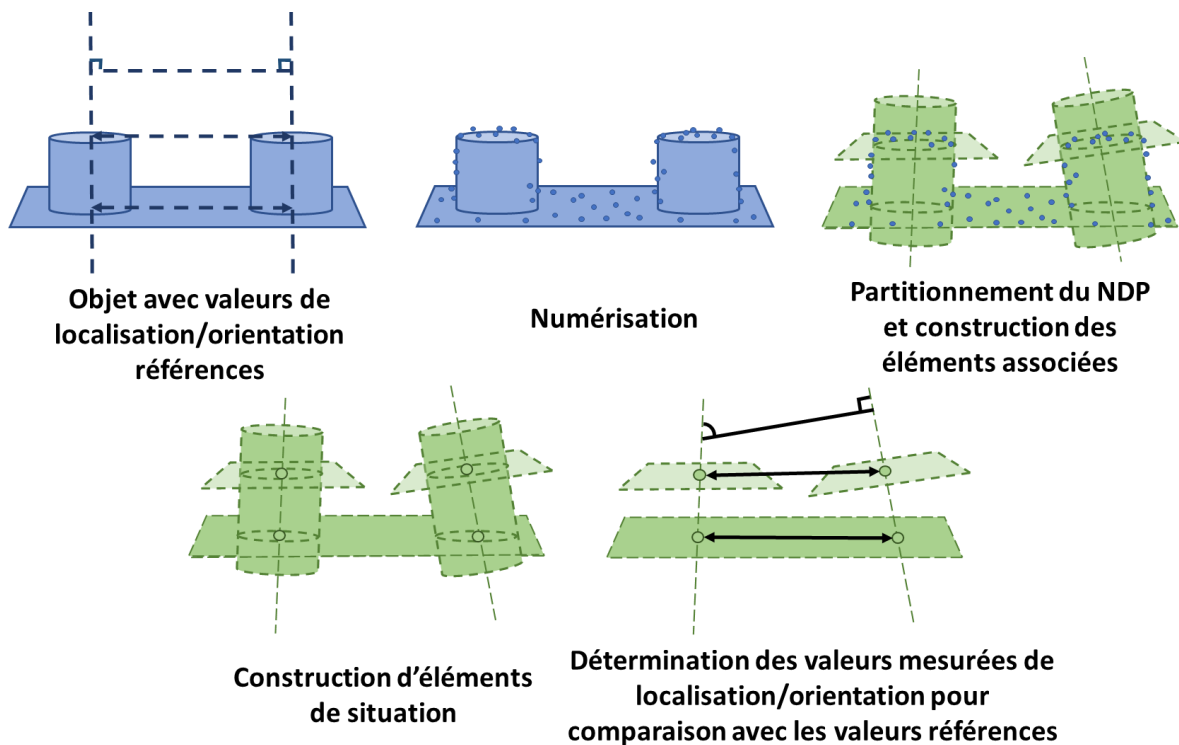 Objet avec valeurs de
localisation/orientation
références
Numérisation
Partitionnement du NDP
et construction des
éléments associées
Construction d'éléments
de situation
Détermination des valeurs mesurées de
localisation/orientation pour
comparaison avec les valeurs références